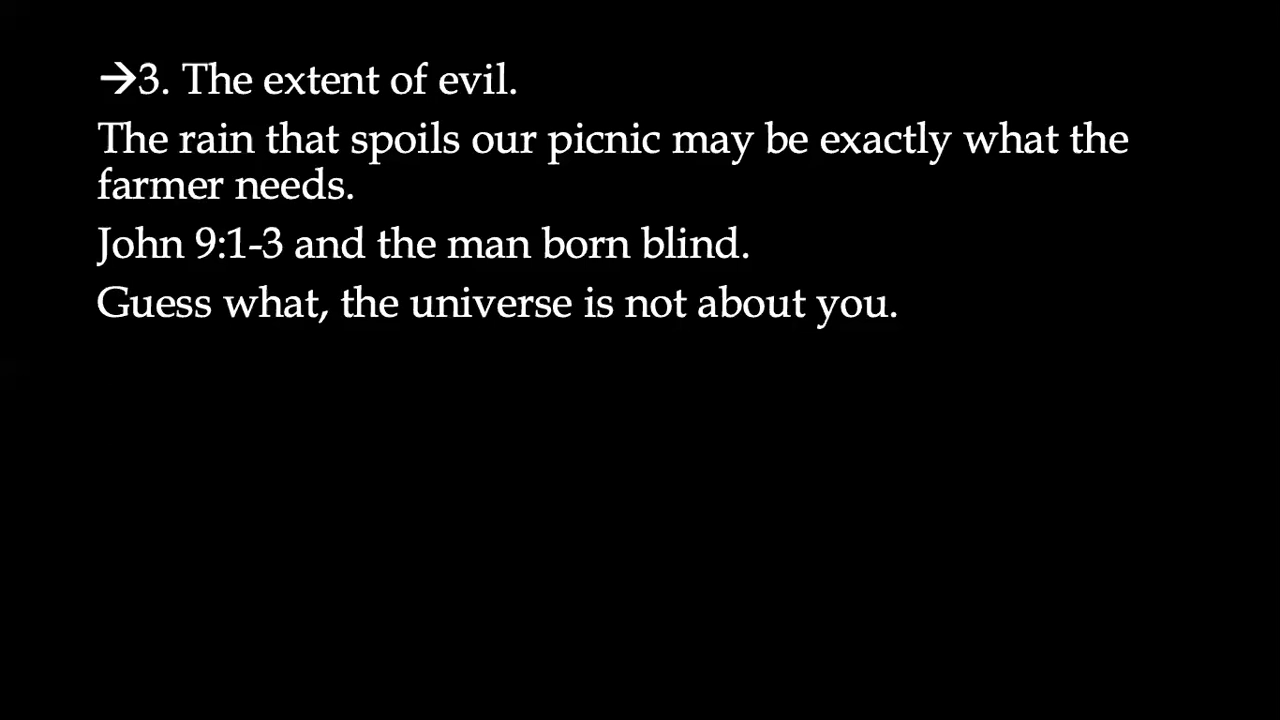 →3. The extent of evil.
The rain that spoils our picnic may be exactly what the
farmer needs.
John 9:1-3 and the man born blind.
Guess what, the universe is not about you.